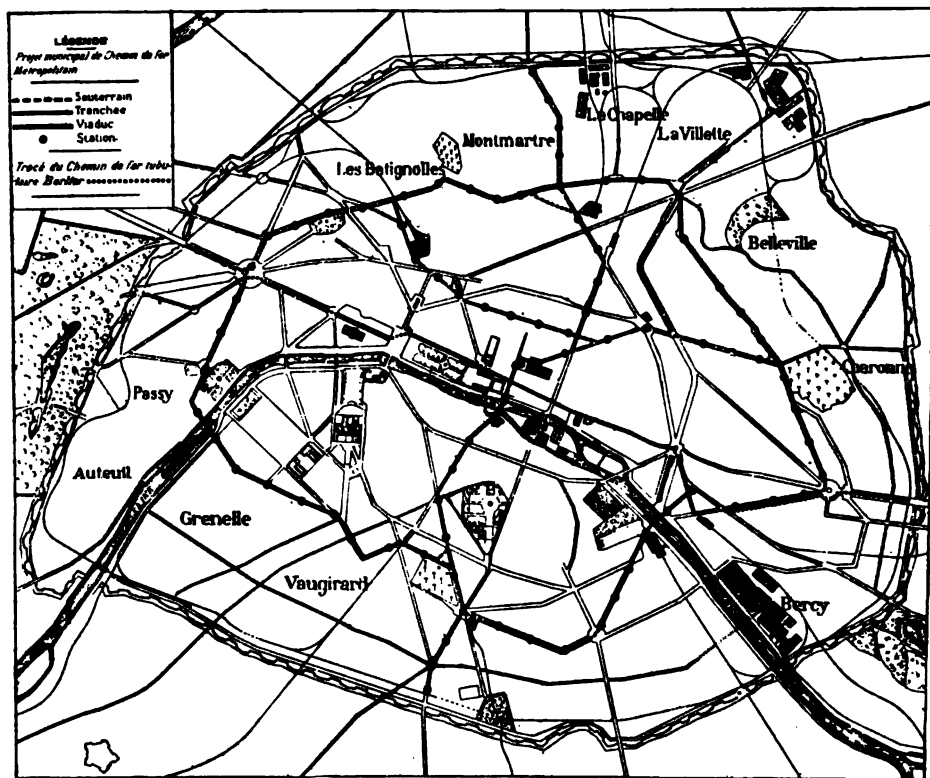 LÉGENDE
Projet municipal de Chemin de fer
Métropolitain
Souterrain
Tranchée
Viaduc
Station
Tracé du Chemin de fer tubu-
laire Berlier
La Chapelle
La Villette
Montmartre
Les Batignolles
Belleville
Charonne
Passy
Auteuil
Grenelle
Vaugirard
Bercy